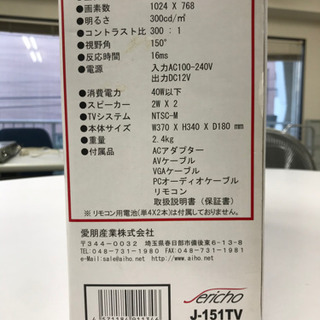 ●画素数 1024 X 768
●明るさ 300cd／㎡
●コントラスト比 300 : 1
●視野角 150°
●反応時間 16ms
●電源 入力AC100-240V
出力DC12V
●消費電力 40W以下
●スピーカー 2W X 2
●TVシステム NTSC-M
●本体サイズ W370 X H340 X D180 mm
●重量 2.4kg
●付属品 ACアダプター
AVケーブル
VGAケーブル
PCオーディオケーブル
リモコン
取扱説明書（保証書）
※ リモコン用電池(単4X2本)は付属しておりません。
愛朋産業株式会社
〒344-0032 埼玉県春日部市備後東6-13-8
TEL.048-731-1980 FAX.048-731-1981
e-Mail:sale@aiho.net http://www.aiho.net
Jericho
J-151TV